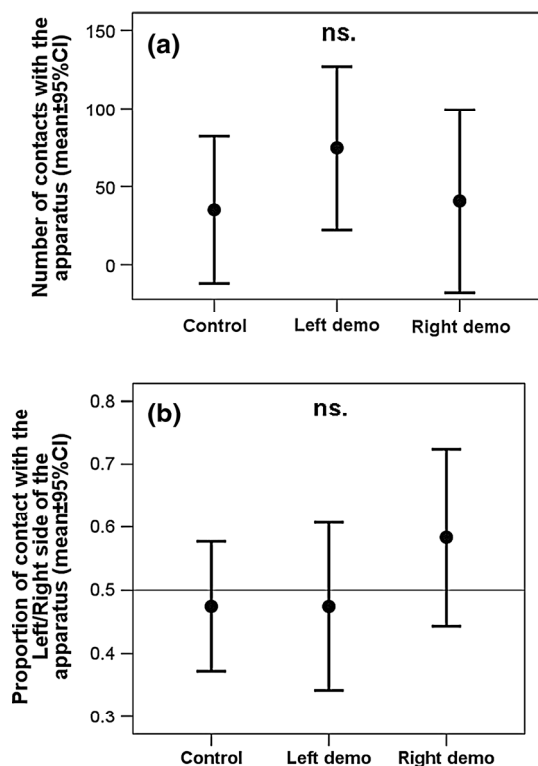 (a)
ns.
Number of contacts with the
apparatus (mean±95%CI)
150
100
50
0
Control
Left demo
Right demo
(b)
ns.
Proportion of contact with the
Left/Right side of the
apparatus (mean±95%CI)
0.8
0.7
0.6
0.5
0.4
0.3
Control
Left demo
Right demo